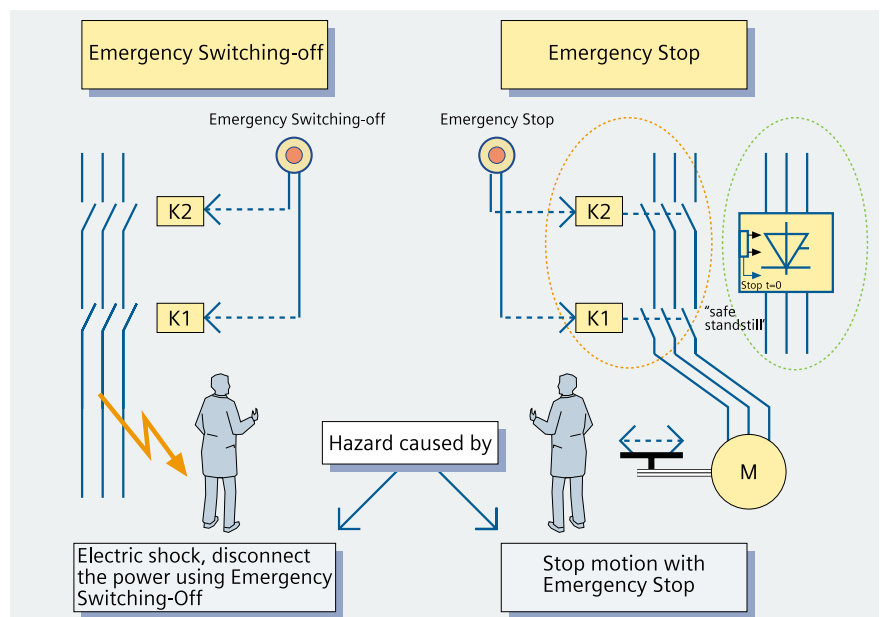 Emergency Switching-off
Emergency Stop
Emergency Switching-off
Emergency Stop
K2
K2
Stop t=0
K1
K1
“safe
standstill”
Hazard caused by
M
Electric shock, disconnect
the power using Emergency
Switching-Off
Stop motion with
Emergency Stop